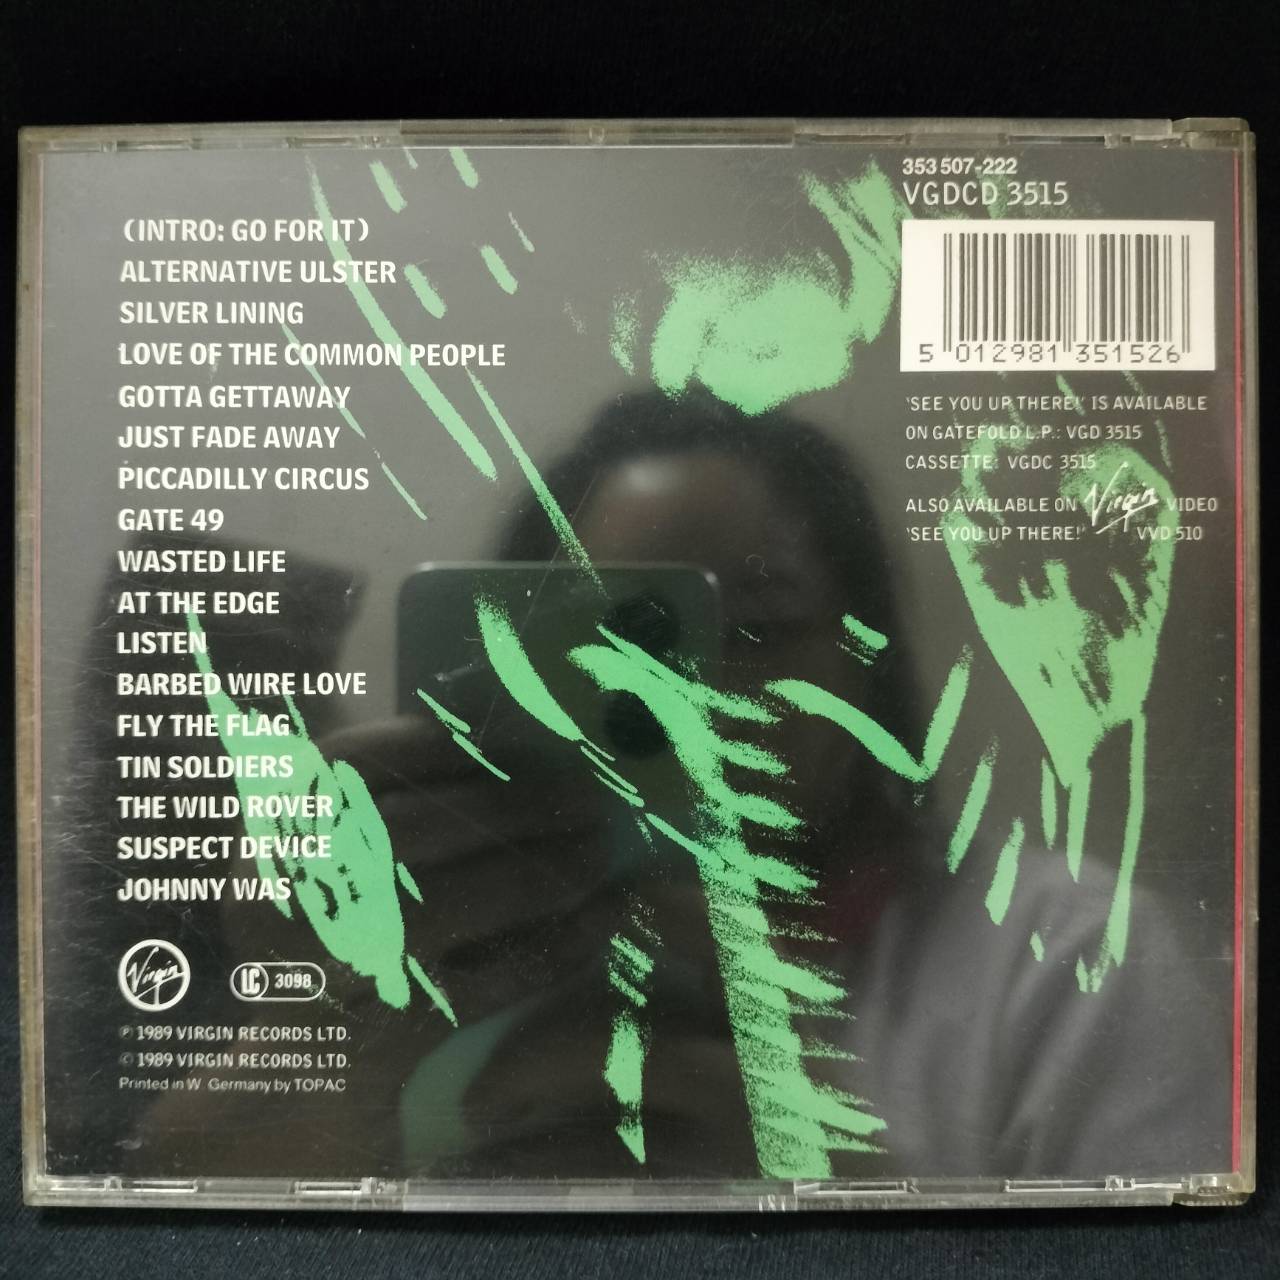 353 507-222
VGDCD 3515
(INTRO: GO FOR IT)
ALTERNATIVE ULSTER
SILVER LINING
LOVE OF THE COMMON PEOPLE
GOTTA GETTAWAY
JUST FADE AWAY
PICCADILLY CIRCUS
GATE 49
WASTED LIFE
AT THE EDGE
LISTEN
BARBED WIRE LOVE
FLY THE FLAG
TIN SOLDIERS
THE WILD ROVER
SUSPECT DEVICE
JOHNNY WAS
5 012981 351526
'SEE YOU UP THERE!' IS AVAILABLE
ON GATEFOLD L.P.: VGD 3515
CASSETTE: VGDC 3515
ALSO AVAILABLE ON Virgin VIDEO
'SEE YOU UP THERE!' VVD 510
Virgin
LC 3098
℗ 1989 VIRGIN RECORDS LTD.
© 1989 VIRGIN RECORDS LTD.
Printed in W. Germany by TOPAC